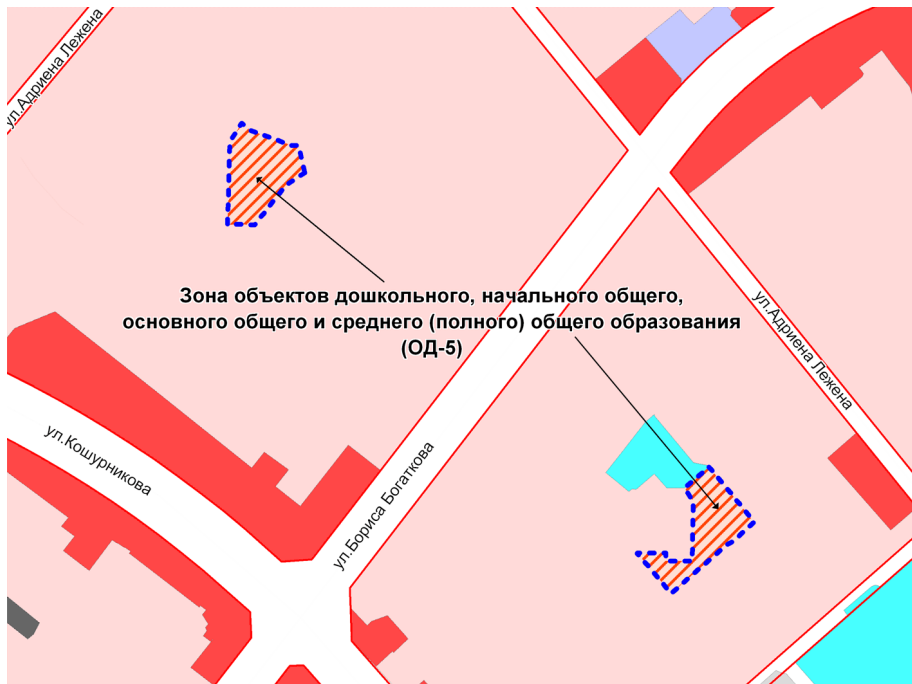 ул.Адриена Лежена
Зона объектов дошкольного, начального общего,
основного общего и среднего (полного) общего образования
(ОД-5)
ул.Адриена Лежена
ул.Кошурникова
ул.Бориса Богаткова